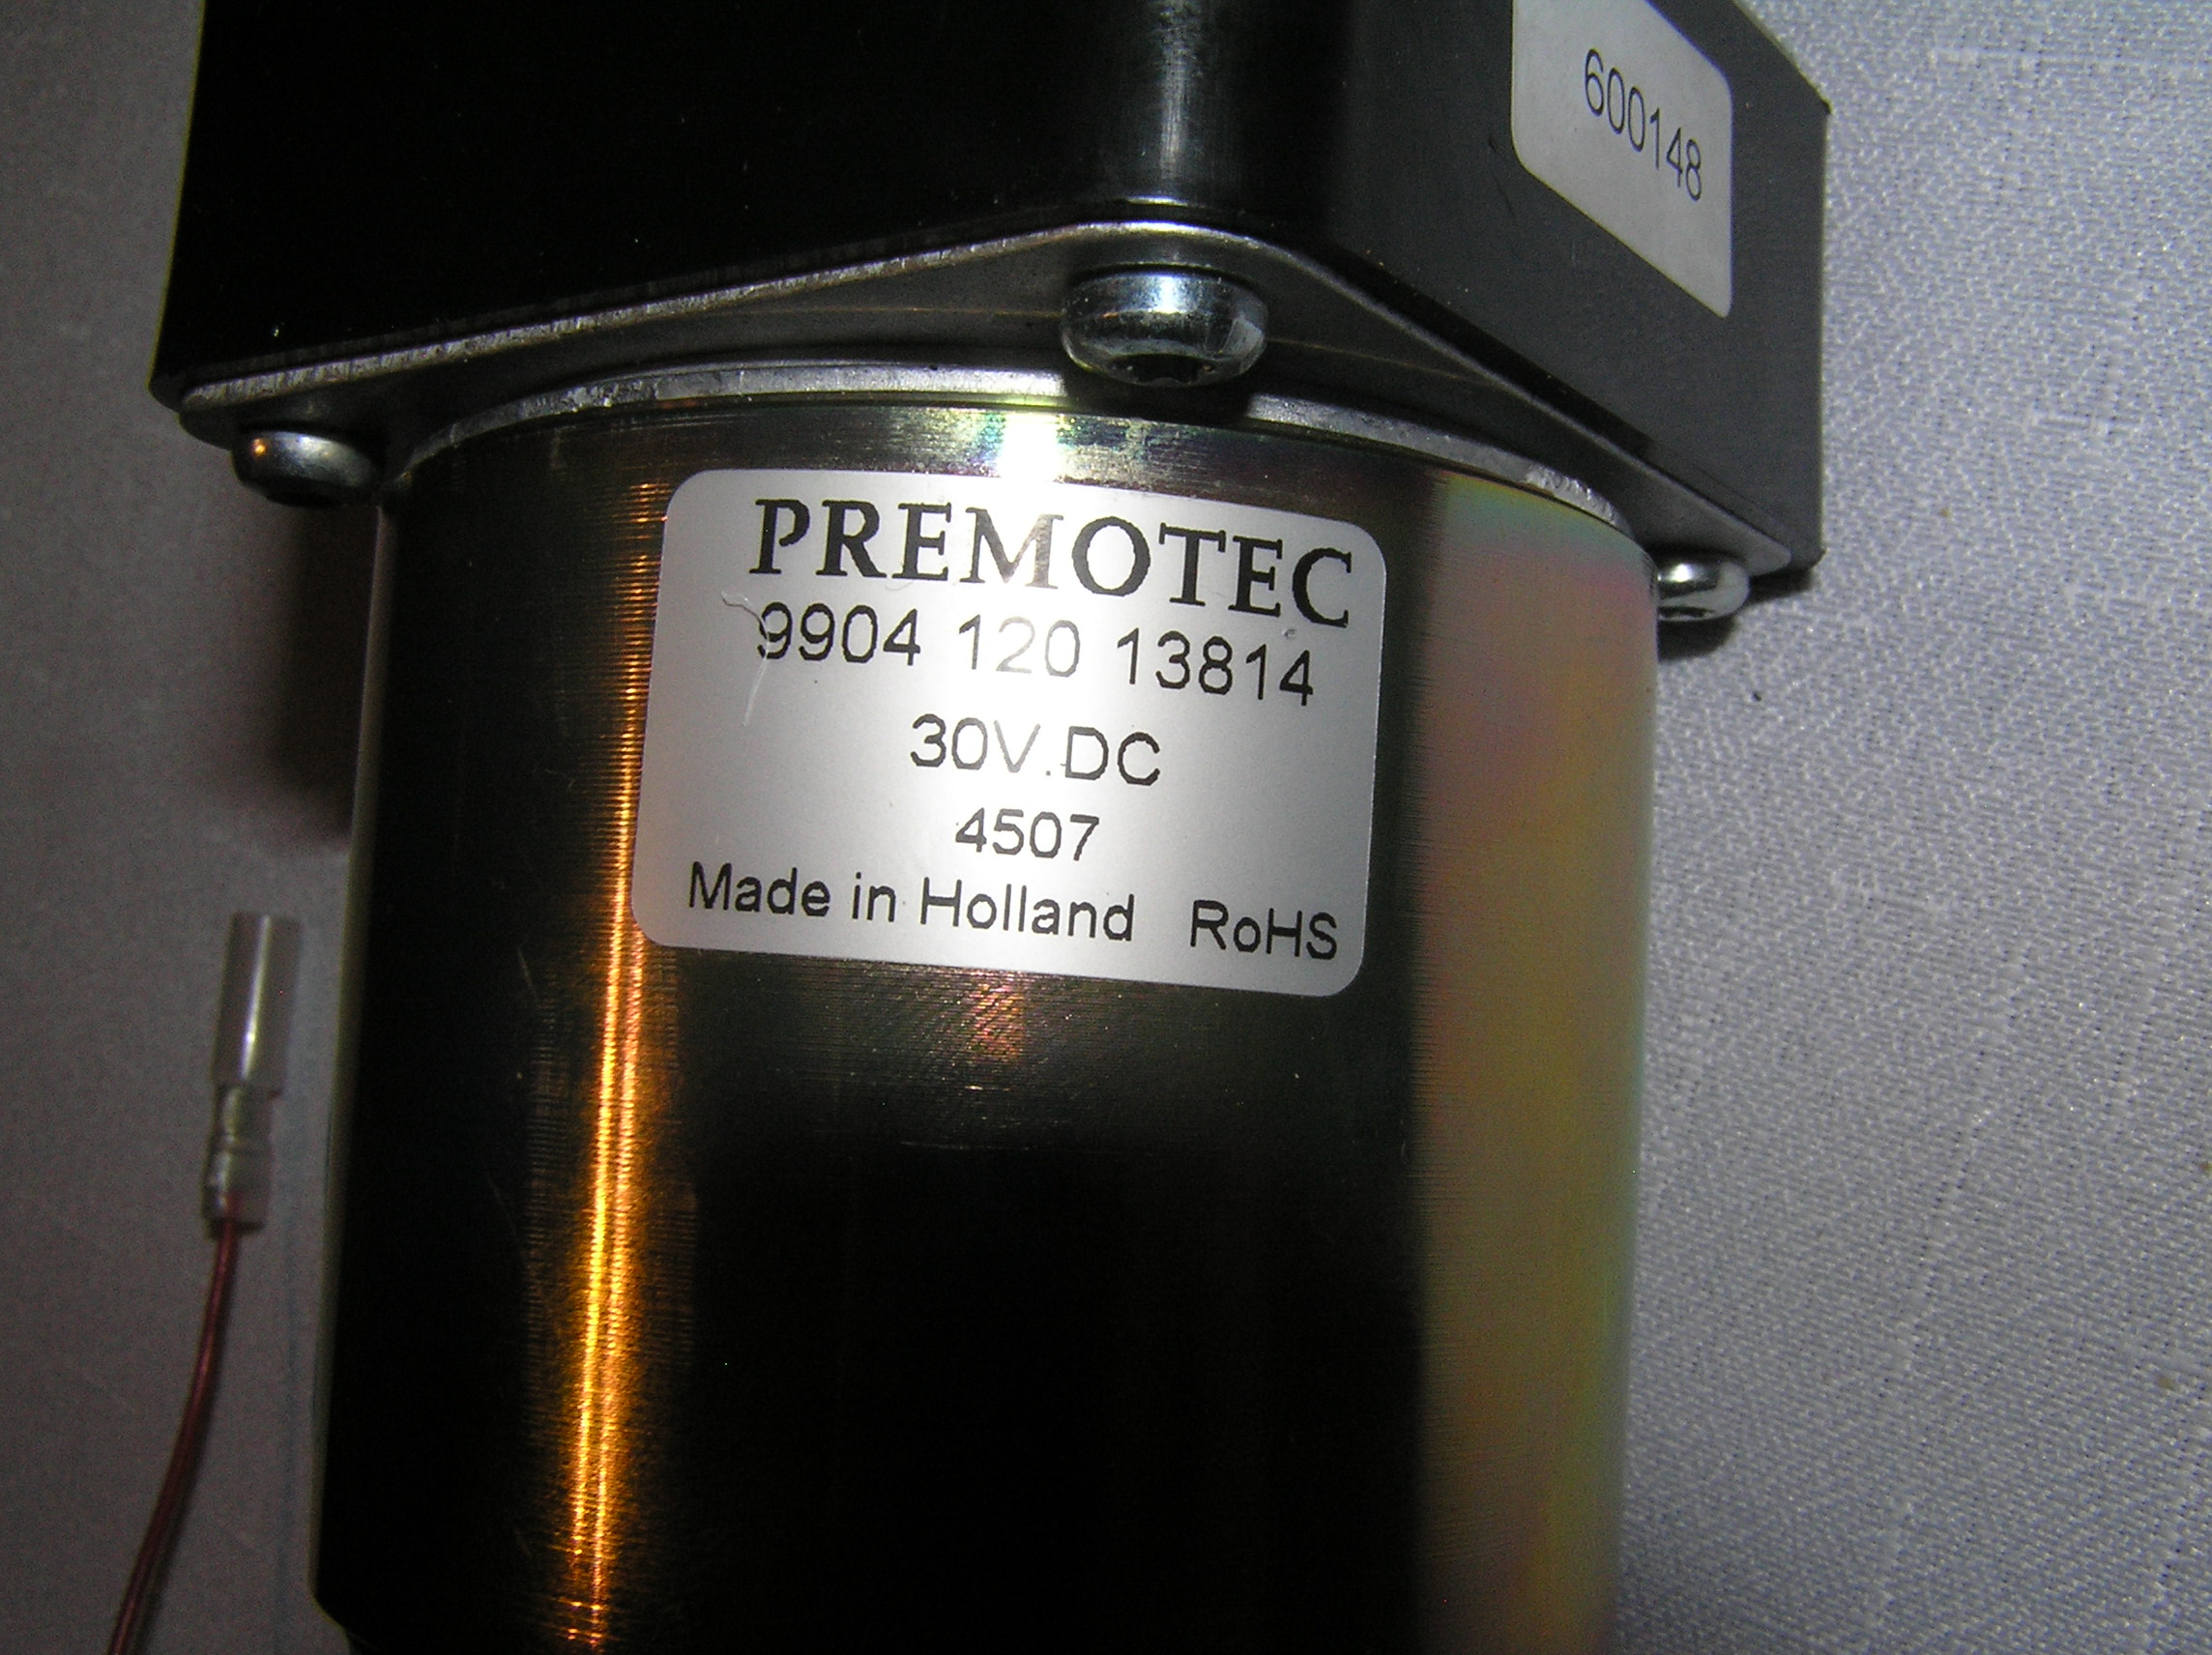 600148
PREMOTEC
9904 120 13814
30V.DC
4507
Made in Holland RoHS